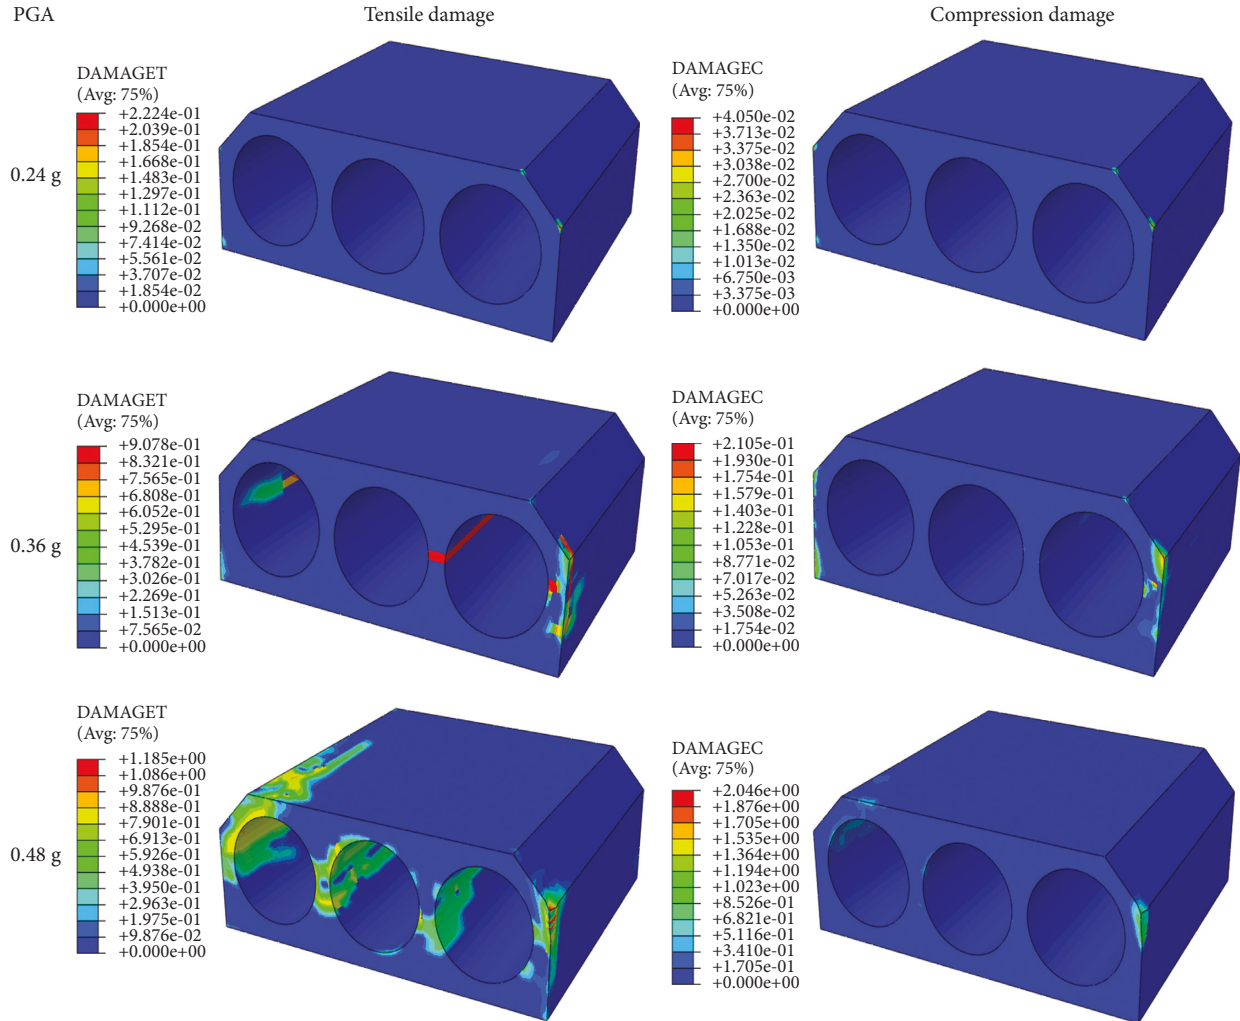 PGA
Tensile damage
Compression damage
0.24 g
DAMAGET
(Avg: 75%)
+2.224e-01
+2.039e-01
+1.854e-01
+1.668e-01
+1.483e-01
+1.297e-01
+1.112e-01
+9.268e-02
+7.414e-02
+5.561e-02
+3.707e-02
+1.854e-02
+0.000e+00
DAMAGEC
(Avg: 75%)
+4.050e-02
+3.713e-02
+3.375e-02
+3.038e-02
+2.700e-02
+2.363e-02
+2.025e-02
+1.688e-02
+1.350e-02
+1.013e-02
+6.750e-03
+3.375e-03
+0.000e+00
0.36 g
DAMAGET
(Avg: 75%)
+9.078e-01
+8.321e-01
+7.565e-01
+6.808e-01
+6.052e-01
+5.295e-01
+4.539e-01
+3.782e-01
+3.026e-01
+2.269e-01
+1.513e-01
+7.565e-02
+0.000e+00
DAMAGEC
(Avg: 75%)
+2.105e-01
+1.930e-01
+1.754e-01
+1.579e-01
+1.403e-01
+1.228e-01
+1.053e-01
+8.771e-02
+7.017e-02
+5.263e-02
+3.508e-02
+1.754e-02
+0.000e+00
0.48 g
DAMAGET
(Avg: 75%)
+1.185e+00
+1.086e+00
+9.876e-01
+8.888e-01
+7.901e-01
+6.913e-01
+5.926e-01
+4.938e-01
+3.950e-01
+2.963e-01
+1.975e-01
+9.876e-02
+0.000e+00
DAMAGEC
(Avg: 75%)
+2.046e+00
+1.876e+00
+1.705e+00
+1.535e+00
+1.364e+00
+1.194e+00
+1.023e+00
+8.526e-01
+6.821e-01
+5.116e-01
+3.410e-01
+1.705e-01
+0.000e+00